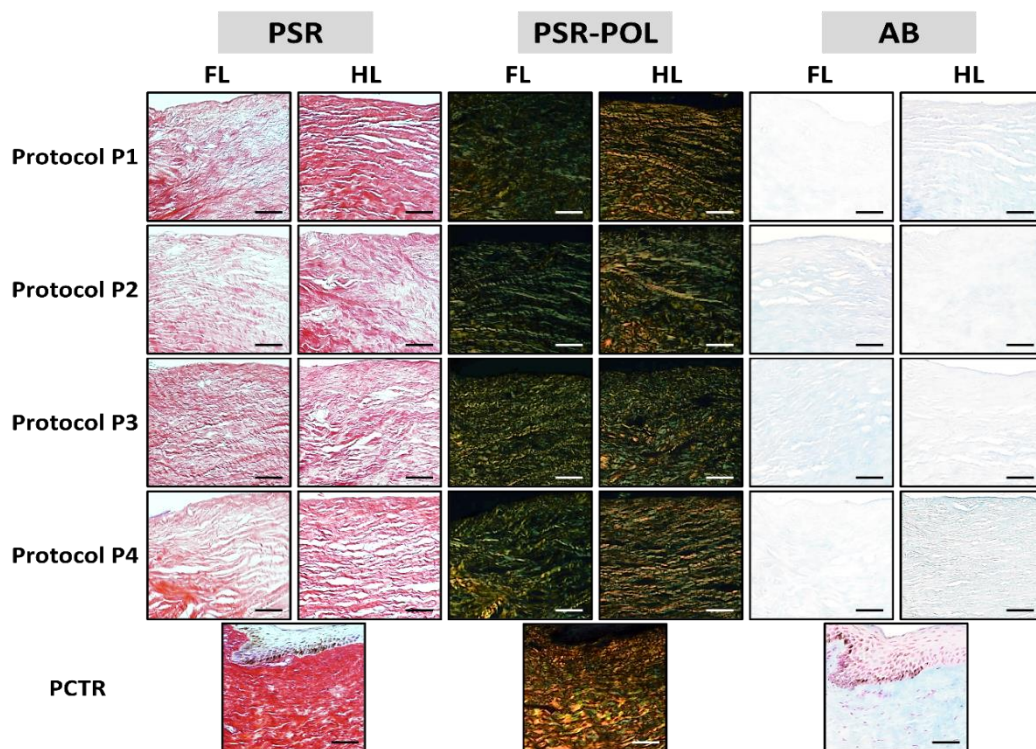 PSR PSR-POL AB
FL HL FL HL FL HL
Protocol P1
Protocol P2
Protocol P3
Protocol P4
PCTR